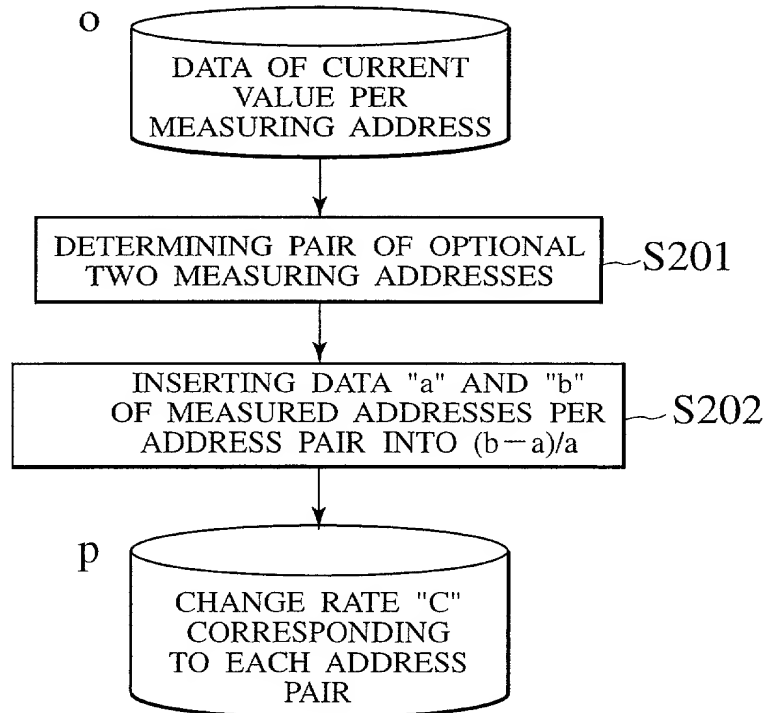 o
DATA OF CURRENT
VALUE PER
MEASURING ADDRESS
DETERMINING PAIR OF OPTIONAL
TWO MEASURING ADDRESSES
S201
INSERTING DATA "a" AND "b"
OF MEASURED ADDRESSES PER
ADDRESS PAIR INTO (b－a)/a
S202
p
CHANGE RATE "C"
CORRESPONDING
TO EACH ADDRESS
PAIR